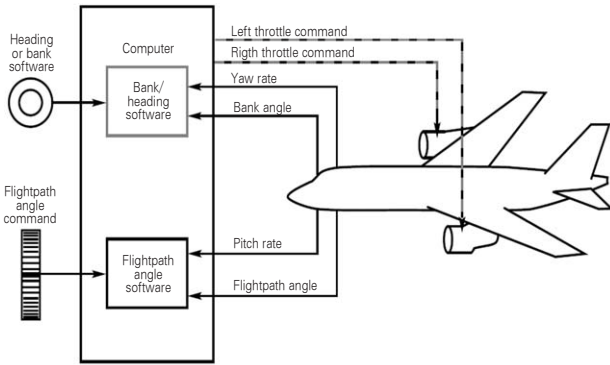 Heading
or bank
software
Computer
Bank/
heading
software
Left throttle command
Rigth throttle command
Yaw rate
Bank angle
Flightpath
angle
command
Flightpath
angle
software
Pitch rate
Flightpath angle